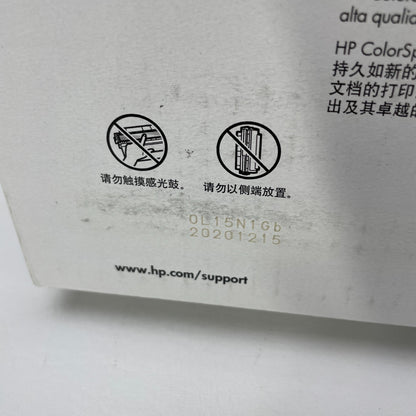 alta qualid
HP ColorSp
持久如新的
文档的打印
出及其卓越的
请勿触摸感光鼓。 请勿以侧端放置。
0L15N1Gb
20201215
www.hp.com/support